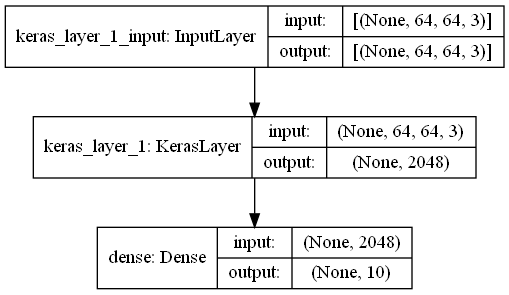 keras_layer_1_input: InputLayer
input:
[(None, 64, 64, 3)]
output:
[(None, 64, 64, 3)]
keras_layer_1: KerasLayer
input:
(None, 64, 64, 3)
output:
(None, 2048)
dense: Dense
input:
(None, 2048)
output:
(None, 10)